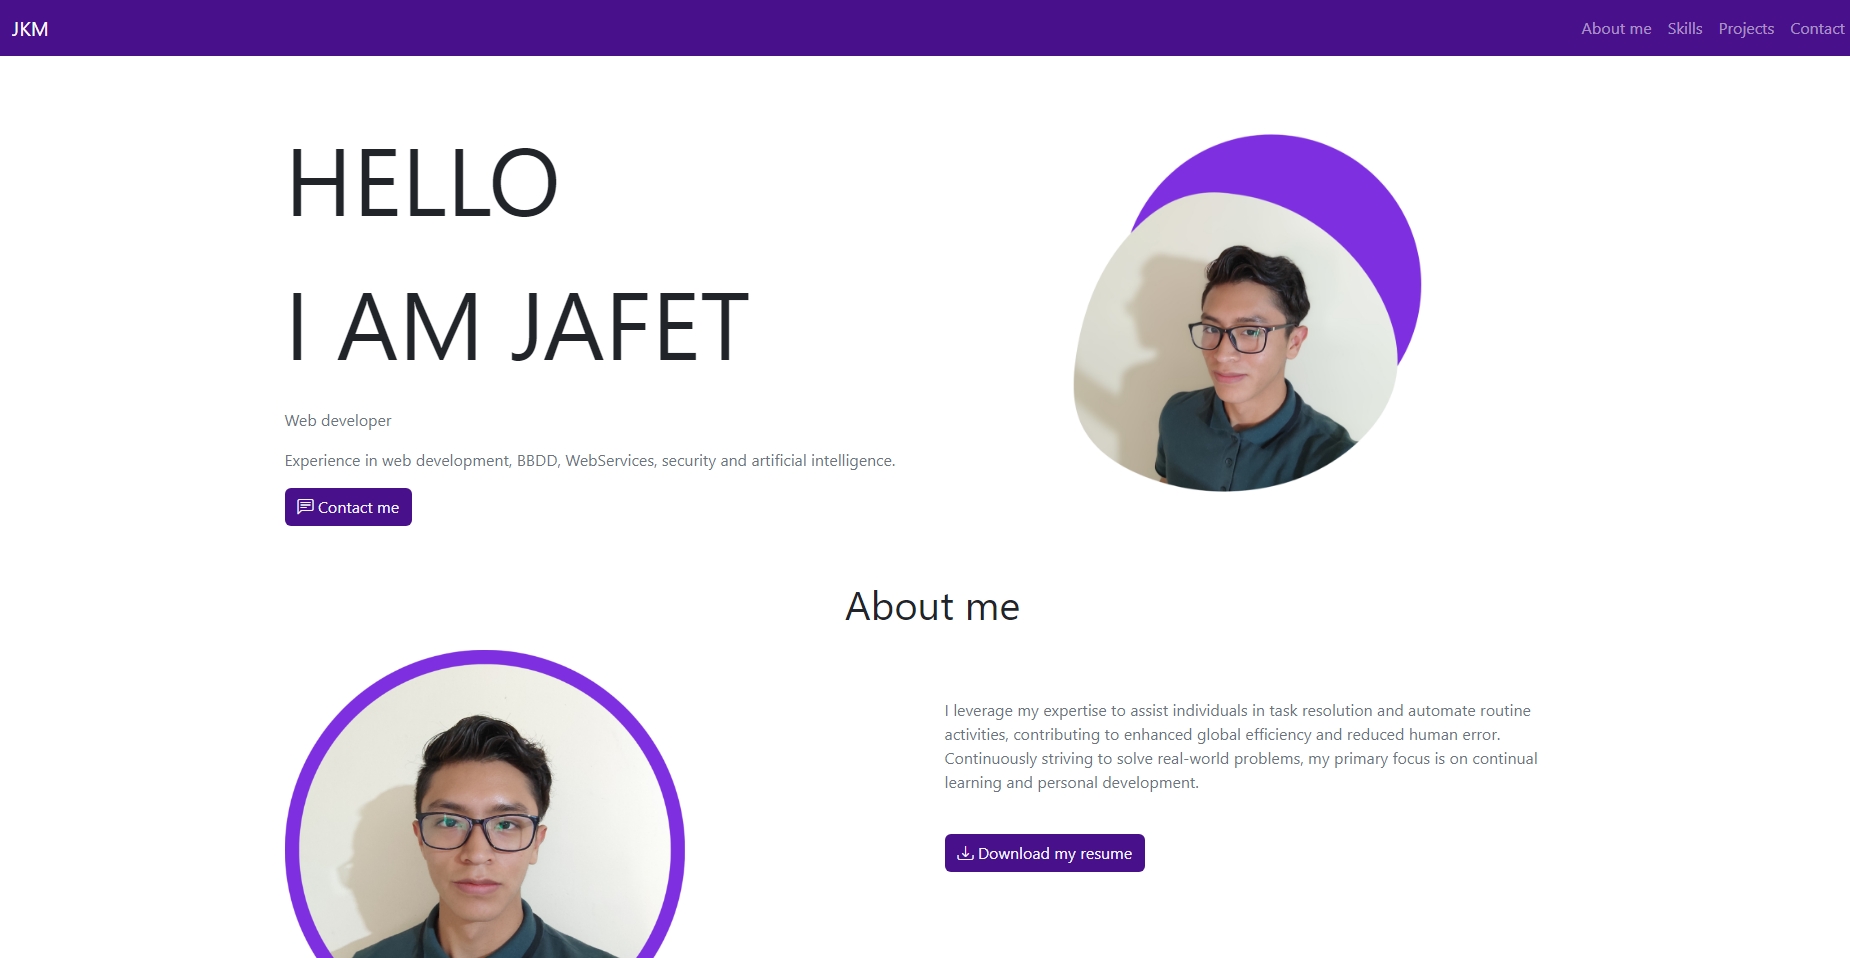 JKM
About me
Skills
Projects
Contact
HELLO
I AM JAFET
Web developer
Experience in web development, BBDD, WebServices, security and artificial intelligence.
Contact me
About me
I leverage my expertise to assist individuals in task resolution and automate routine
activities, contributing to enhanced global efficiency and reduced human error.
Continuously striving to solve real-world problems, my primary focus is on continual
learning and personal development.
Download my resume